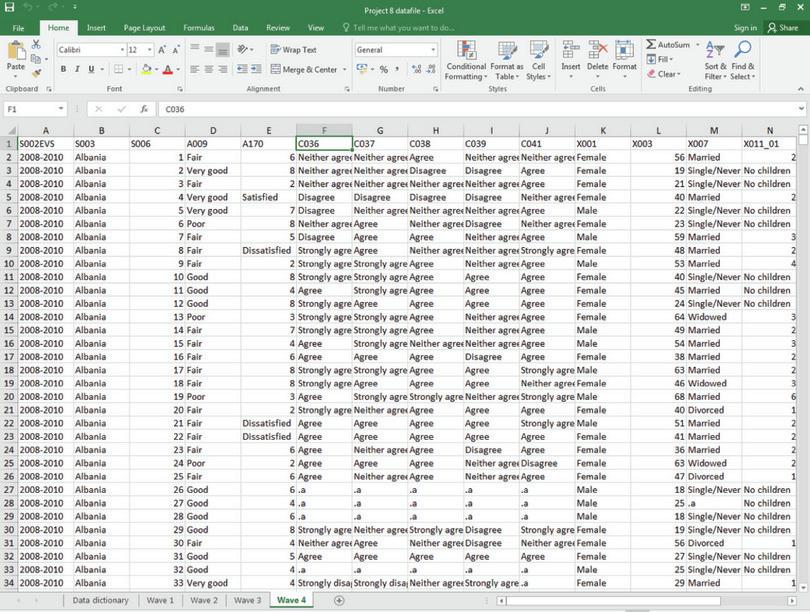 Project 8 datafile - Excel
File Home Insert Page Layout Formulas Data Review View Tell me what you want to do... Sign in Share
Calibri 12 A A Wrap Text General AutoSum
Paste B I U A Merge & Center % , Conditional Formatting Format as Table Cell Styles Insert Delete Format Fill Clear Sort & Filter Find & Select
Clipboard Font Alignment Number Styles Cells Editing
F1 fx C036
A B C D E F G H I J K L M N
1 S002EVS S003 S006 A009 A170 C036 C037 C038 C039 C041 X001 X003 X007 X011_01
2 2008-2010 Albania 1 Fair 6 Neither agre Neither agre Agree Neither agre Neither agre Female 56 Married 2
3 2008-2010 Albania 2 Very good 8 Neither agre Neither agre Disagree Disagree Agree Female 19 Single/Never No children
4 2008-2010 Albania 3 Fair 2 Neither agre Neither agre Neither agre Neither agre Agree Female 21 Single/Never No children
5 2008-2010 Albania 4 Very good Satisfied Disagree Disagree Disagree Disagree Neither agre Female 40 Married 2
6 2008-2010 Albania 5 Very good 7 Disagree Neither agre Neither agre Neither agre Agree Male 22 Single/Never No children
7 2008-2010 Albania 6 Poor 8 Neither agre Agree Neither agre Disagree Neither agre Female 23 Single/Never No children
8 2008-2010 Albania 7 Fair 5 Disagree Agree Agree Neither agre Agree Male 59 Married 3
9 2008-2010 Albania 8 Fair Dissatisfied Strongly agre Agree Neither agre Neither agre Strongly agre Female 48 Married 2
10 2008-2010 Albania 9 Fair 2 Strongly agre Strongly agre Agree Neither agre Agree Male 53 Married 4
11 2008-2010 Albania 10 Good 8 Strongly agre Strongly agre Agree Agree Agree Female 40 Single/Never No children
12 2008-2010 Albania 11 Good 4 Agree Strongly agre Agree Agree Agree Female 45 Married No children
13 2008-2010 Albania 12 Good 8 Strongly agre Strongly agre Agree Agree Agree Female 24 Single/Never No children
14 2008-2010 Albania 13 Poor 3 Strongly agre Agree Agree Neither agre Agree Female 64 Widowed 3
15 2008-2010 Albania 14 Fair 7 Strongly agre Strongly agre Agree Neither agre Agree Male 49 Married 2
16 2008-2010 Albania 15 Fair 4 Agree Strongly agre Neither agre Neither agre Agree Male 54 Married 2
17 2008-2010 Albania 16 Fair 6 Agree Agree Agree Disagree Agree Female 38 Married 2
18 2008-2010 Albania 17 Fair 8 Strongly agre Strongly agre Agree Agree Strongly agre Male 63 Married 2
19 2008-2010 Albania 18 Fair 8 Strongly agre Strongly agre Agree Agree Neither agre Female 46 Widowed 3
20 2008-2010 Albania 19 Poor 3 Agree Strongly agre Strongly agre Neither agre Strongly agre Male 68 Married 6
21 2008-2010 Albania 20 Fair 2 Strongly agre Neither agre Agree Agree Agree Female 40 Divorced 1
22 2008-2010 Albania 21 Fair Dissatisfied Agree Agree Agree Agree Strongly agre Male 51 Married 2
23 2008-2010 Albania 22 Fair Dissatisfied Agree Agree Agree Agree Agree Female 41 Married 2
24 2008-2010 Albania 23 Fair 6 Agree Neither agre Agree Disagree Agree Female 36 Married 2
25 2008-2010 Albania 24 Poor 2 Agree Agree Agree Neither agre Disagree Female 63 Widowed 2
26 2008-2010 Albania 25 Fair 6 Agree Neither agre Agree Agree Agree Female 47 Divorced 1
27 2008-2010 Albania 26 Good 6 .a .a .a .a .a Male 18 Single/Never No children
28 2008-2010 Albania 27 Good 4 .a .a .a .a .a Male 25 .a No children
29 2008-2010 Albania 28 Good 6 .a .a .a .a .a Male 18 Single/Never No children
30 2008-2010 Albania 29 Good 8 Strongly agre Neither agre Strongly agre Disagree Strongly agre Female 19 Single/Never No children
31 2008-2010 Albania 30 Fair 4 Neither agre Agree Neither agre Disagree Neither agre Female 56 Divorced 1
32 2008-2010 Albania 31 Good 5 Agree Agree Agree Agree Agree Female 27 Single/Never No children
33 2008-2010 Albania 32 Good 4 .a .a .a .a .a Male 25 Single/Never No children
34 2008-2010 Albania 33 Very good 4 Strongly disa Strongly disa Neither agre Strongly agre .a Female 29 Married 1
Data dictionary Wave 1 Wave 2 Wave 3 Wave 4